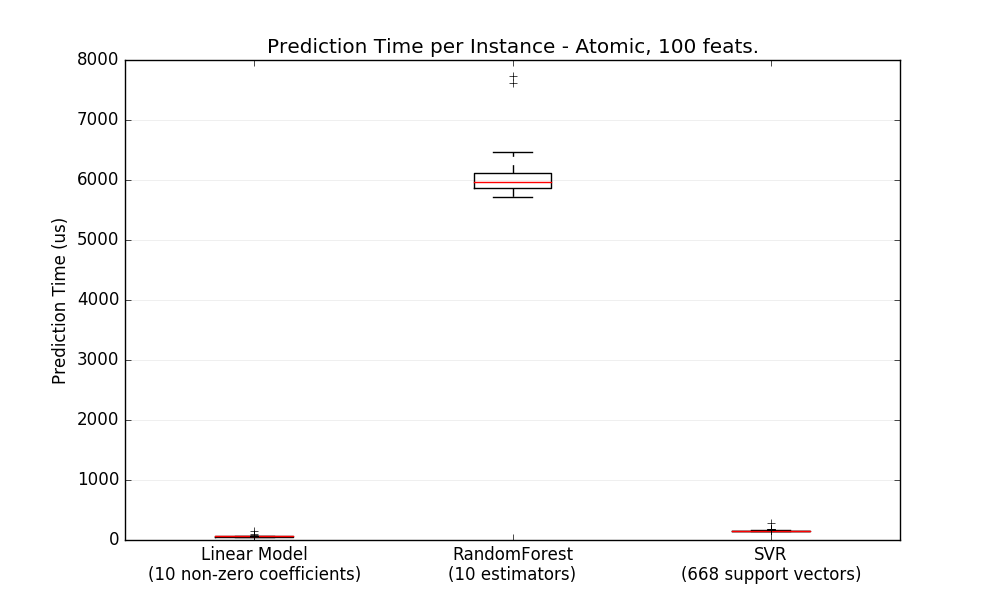 Prediction Time per Instance - Atomic, 100 feats.
8000
7000
6000
5000
4000
3000
2000
1000
0
Prediction Time (us)
Linear Model
(10 non-zero coefficients)
RandomForest
(10 estimators)
SVR
(668 support vectors)